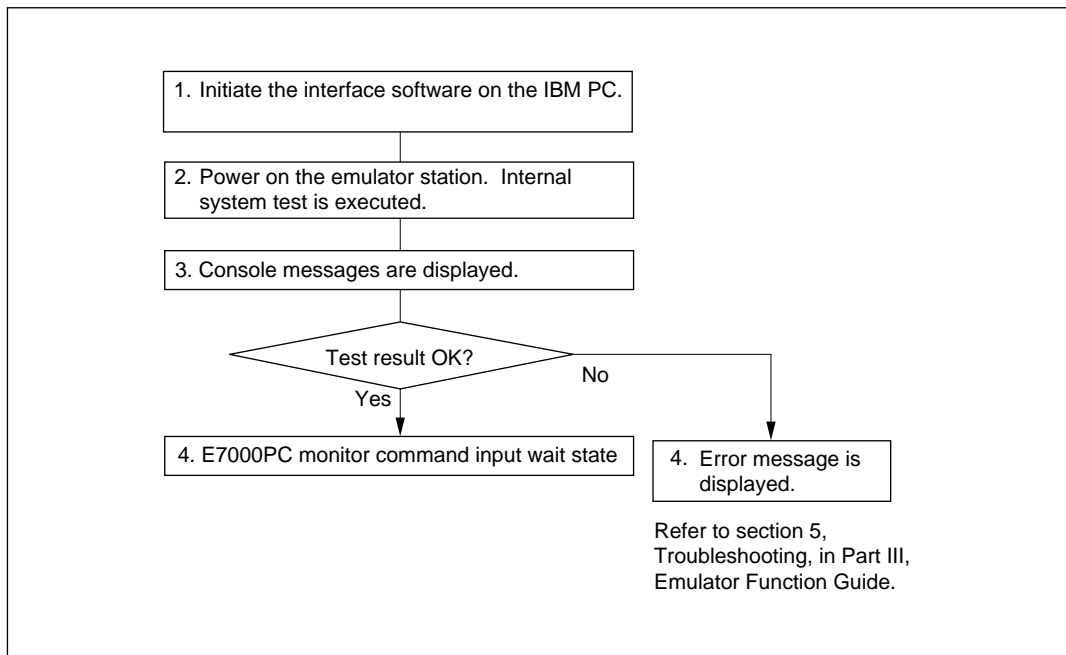 1. Initiate the interface software on the IBM PC.
2. Power on the emulator station. Internal
system test is executed.
3. Console messages are displayed.
Test result OK?
No
Yes
4. E7000PC monitor command input wait state
4. Error message is
displayed.
Refer to section 5,
Troubleshooting, in Part III,
Emulator Function Guide.